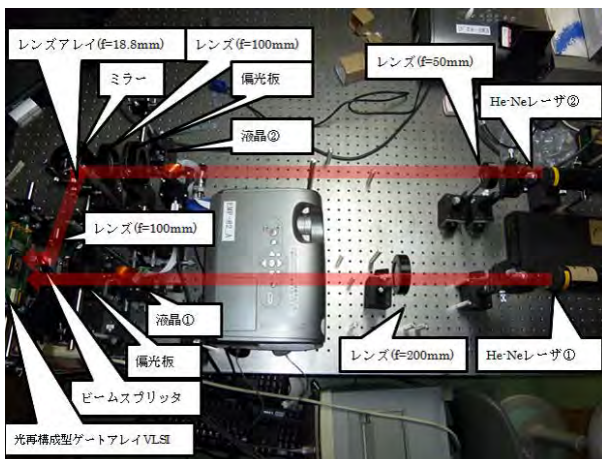 レンズアレイ(f=18.8mm)
レンズ(f=100mm)
レンズ(f=50mm)
ミラー
偏光板
He-Neレーザ②
液晶②
レンズ(f=100mm)
液晶①
偏光板
レンズ(f=200mm)
He-Neレーザ①
ビームスプリッタ
光再構成型ゲートアレイVLSI